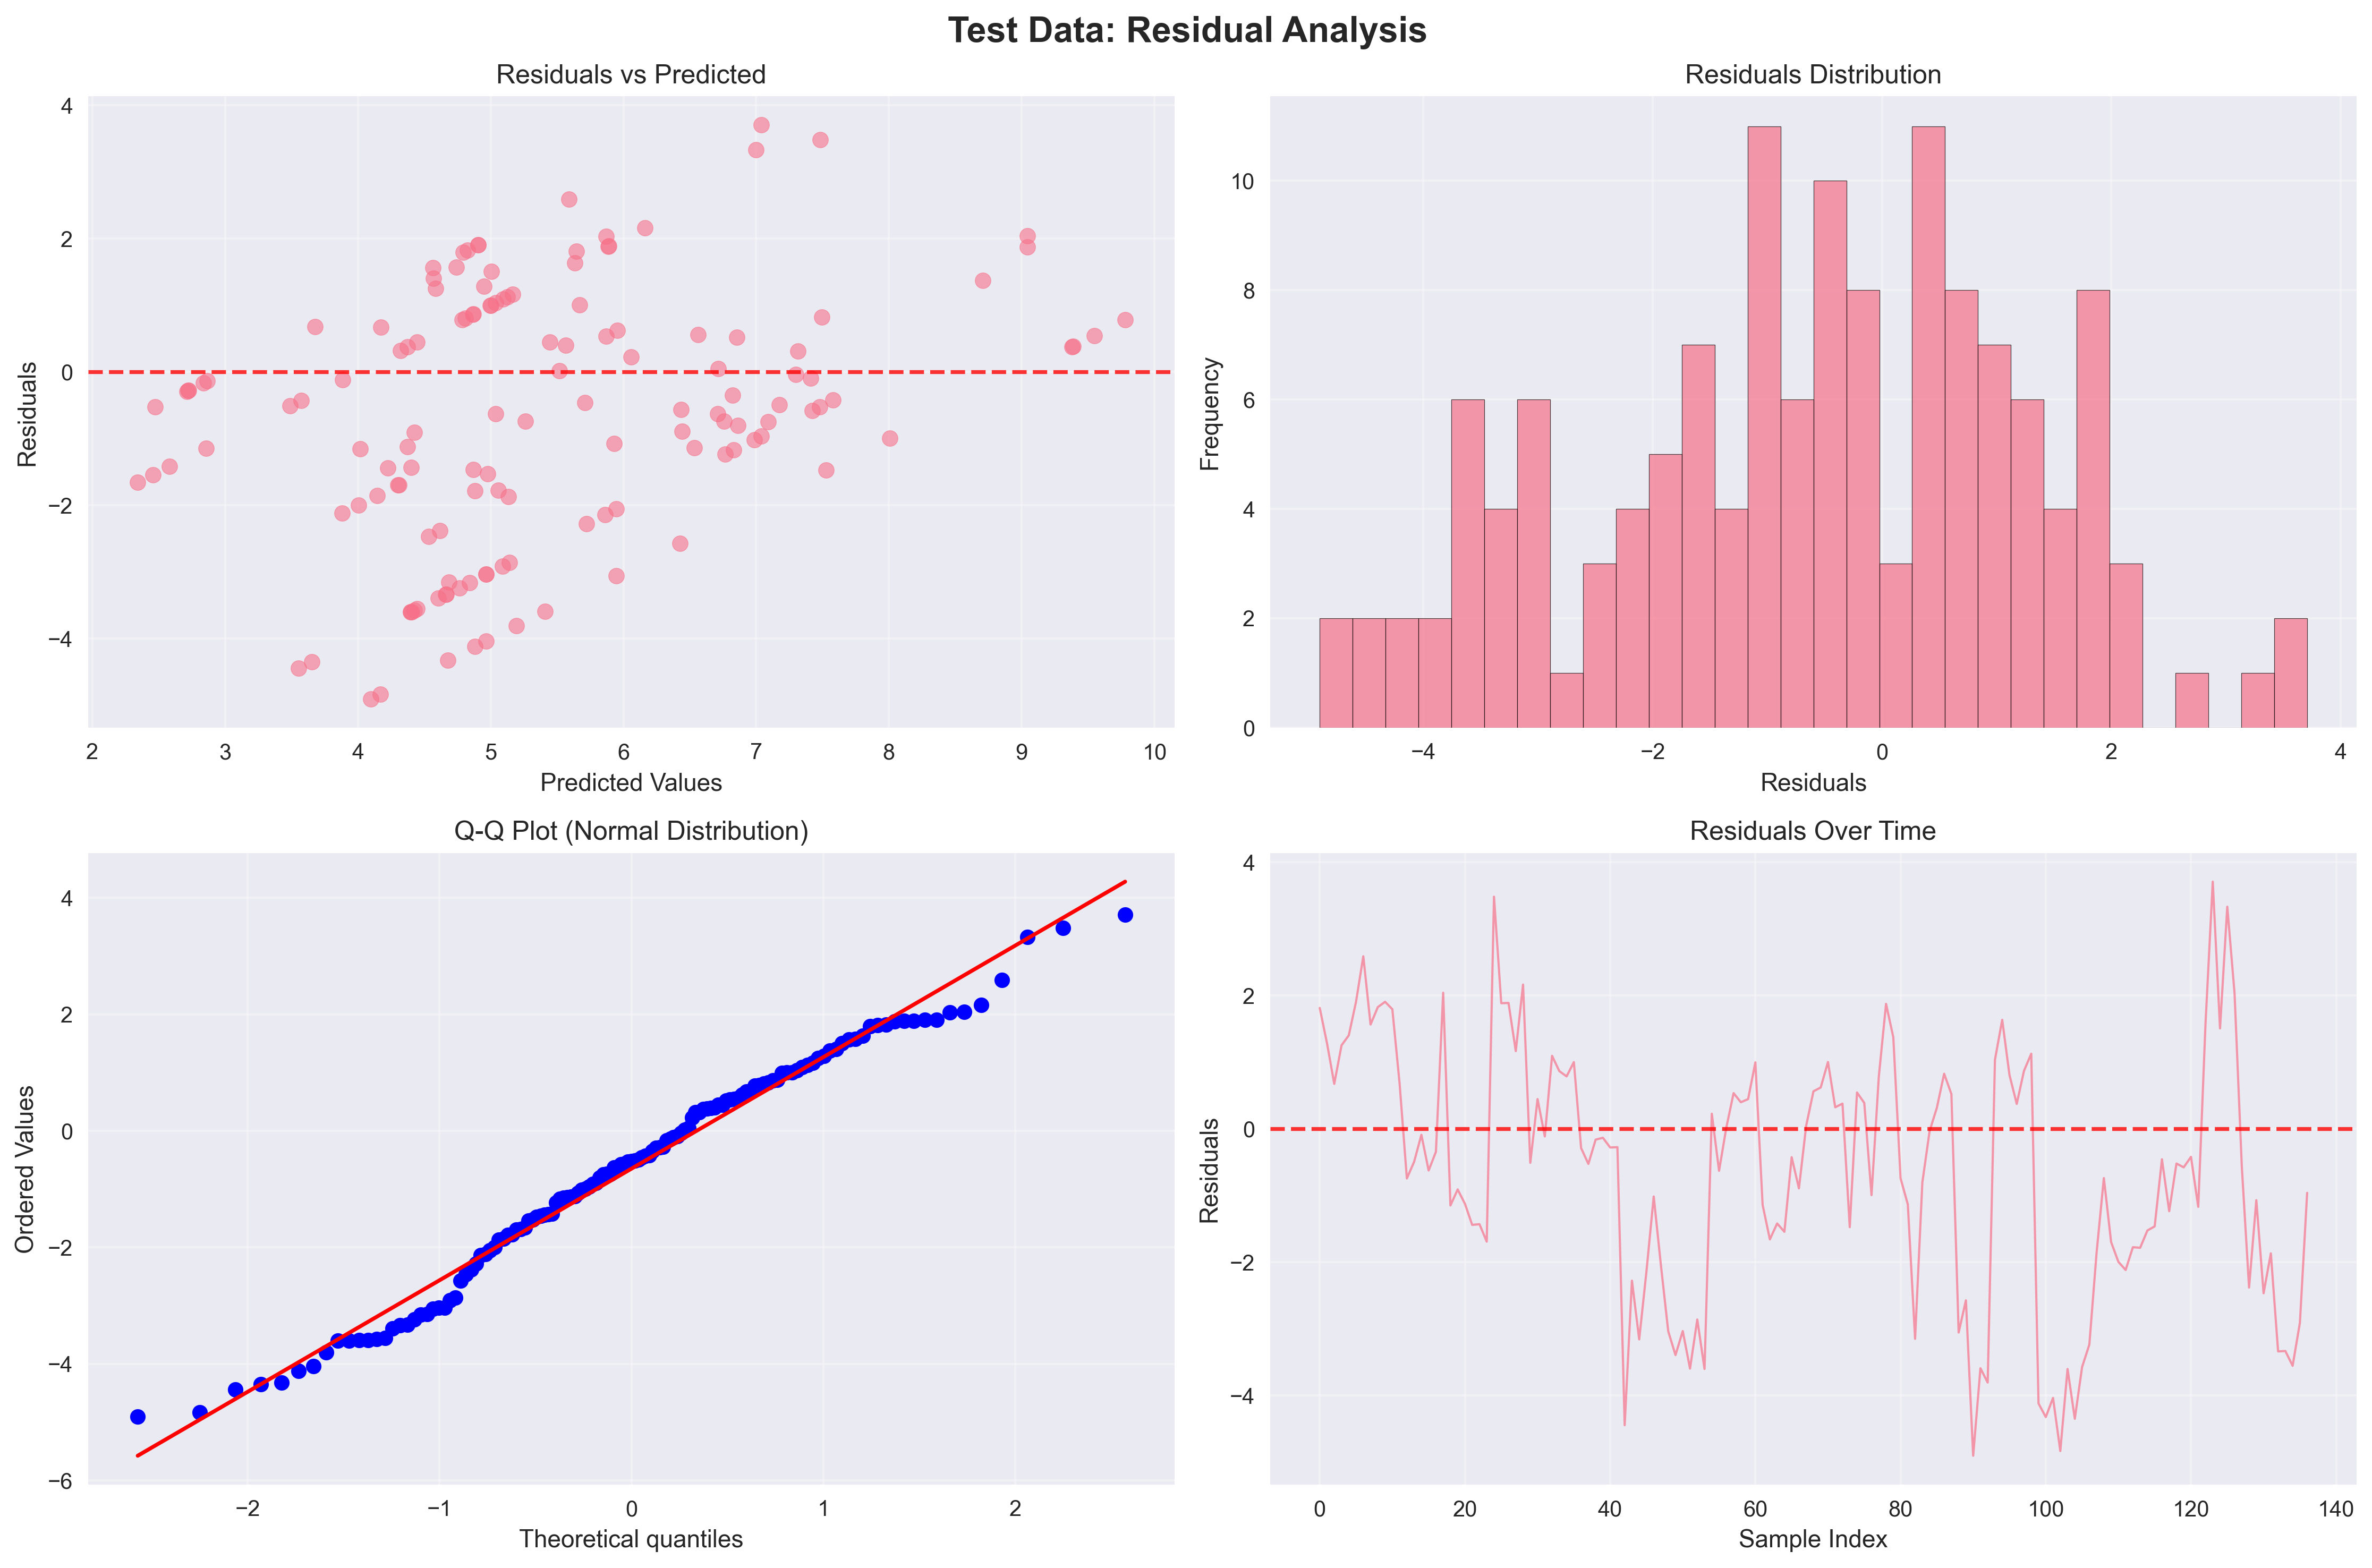 Test Data: Residual Analysis
Residuals vs Predicted
Residuals
4
2
0
−2
−4
2 3 4 5 6 7 8 9 10
Predicted Values
Residuals Distribution
Frequency
10
8
6
4
2
0
−4 −2 0 2 4
Residuals
Q-Q Plot (Normal Distribution)
Ordered Values
4
2
0
−2
−4
−6
−2 −1 0 1 2
Theoretical quantiles
Residuals Over Time
Residuals
4
2
0
−2
−4
0 20 40 60 80 100 120 140
Sample Index